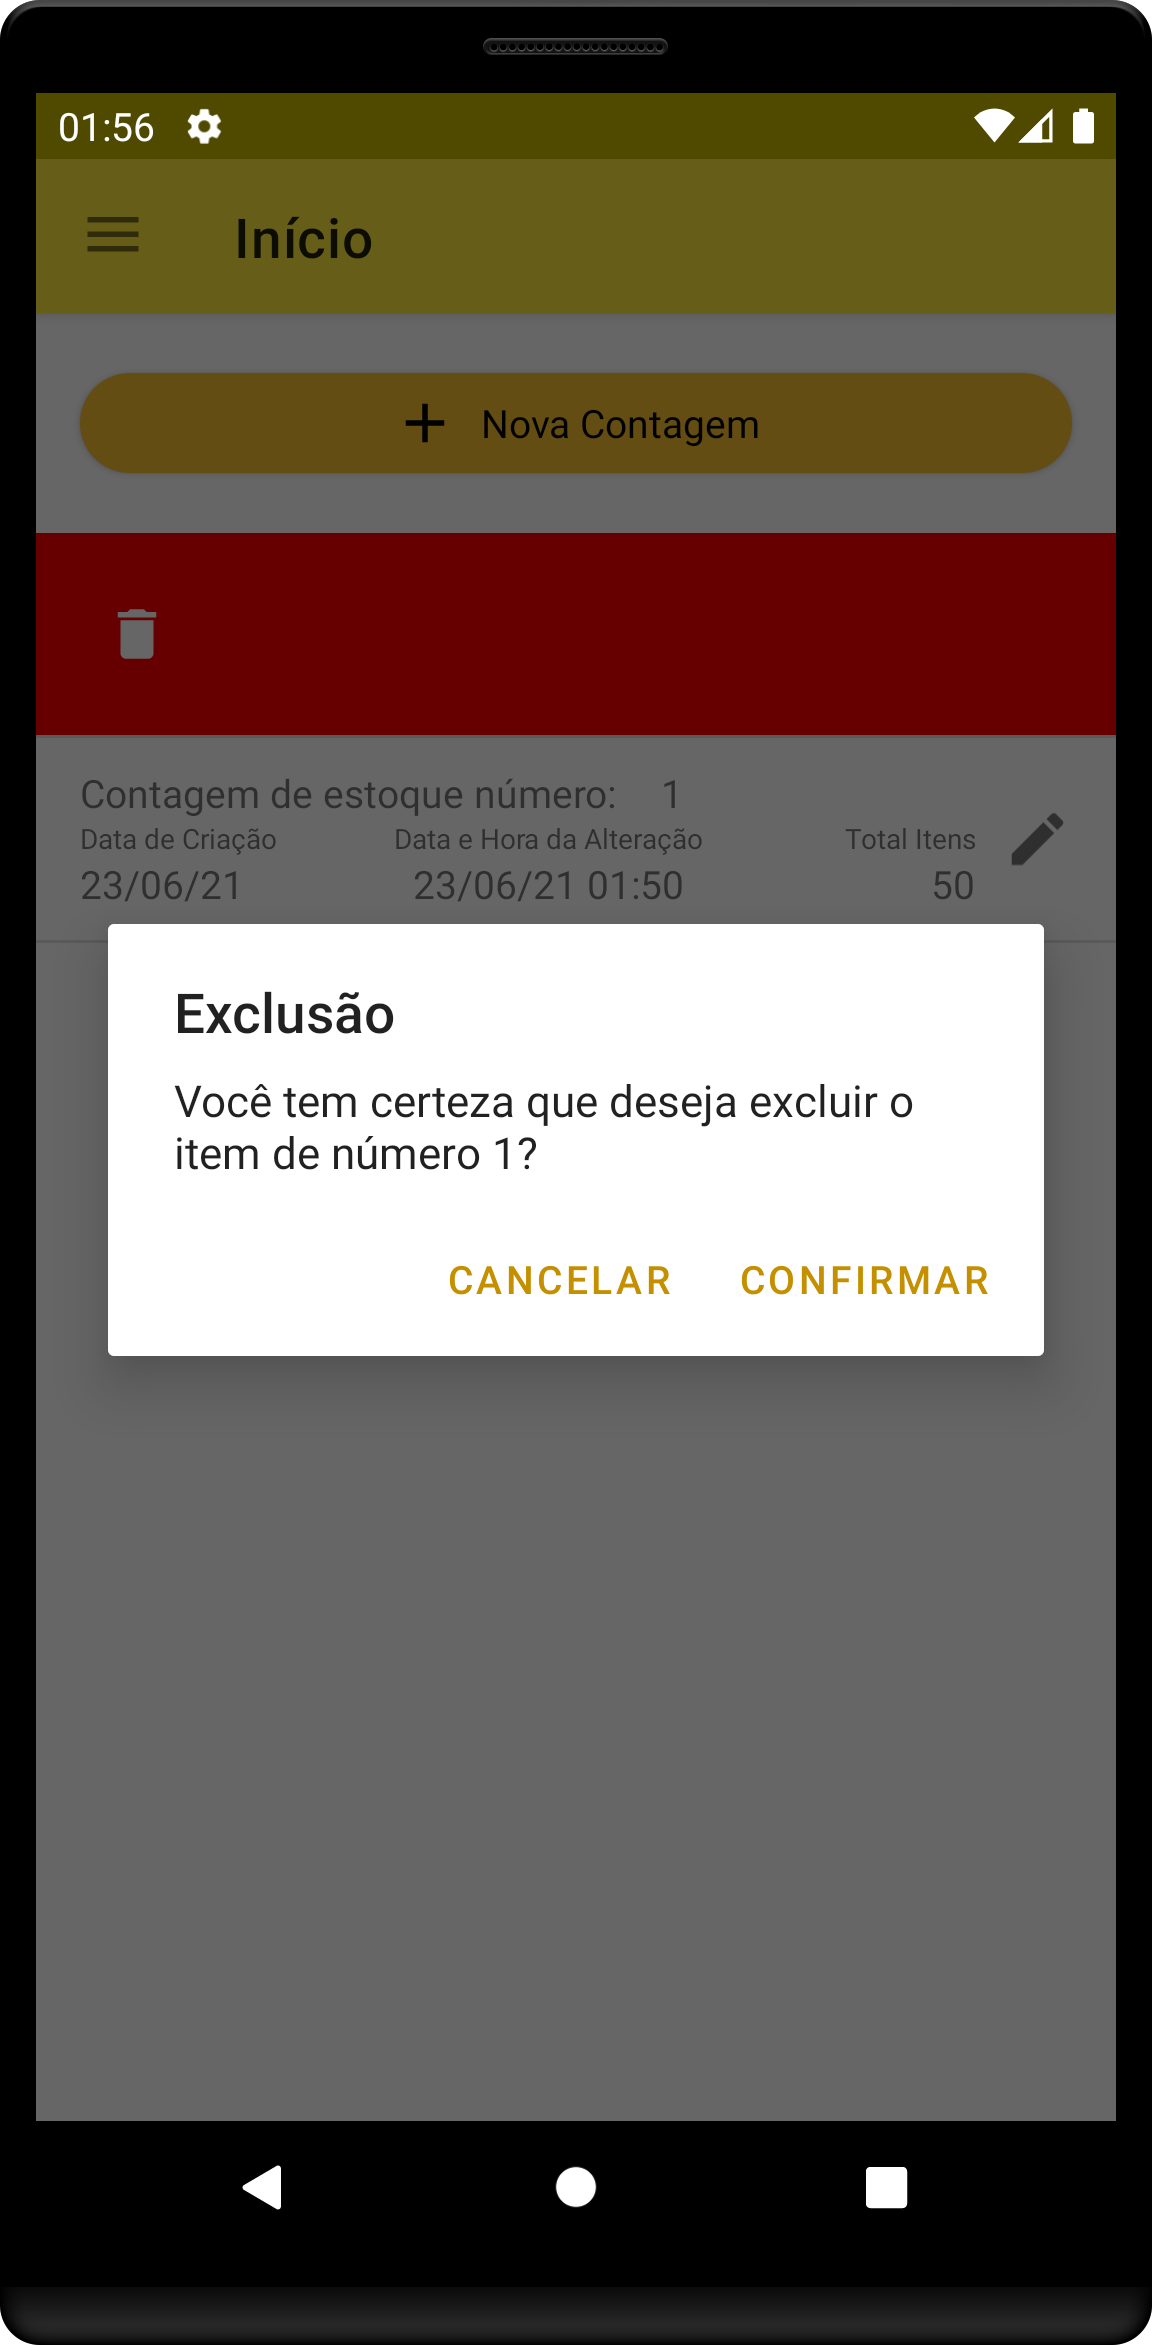 01:56
Início
Nova Contagem
Contagem de estoque número: 1
Data de Criação Data e Hora da Alteração Total Itens
23/06/21 23/06/21 01:50 50
Exclusão
Você tem certeza que deseja excluir o
item de número 1?
CANCELAR CONFIRMAR